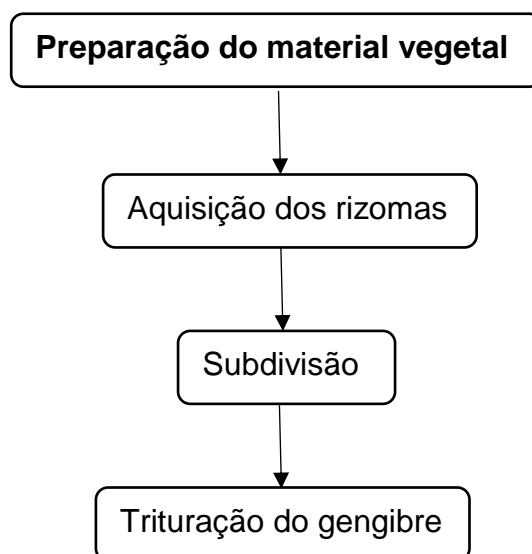 Preparação do material vegetal
Aquisição dos rizomas
Subdivisão
Trituração do gengibre